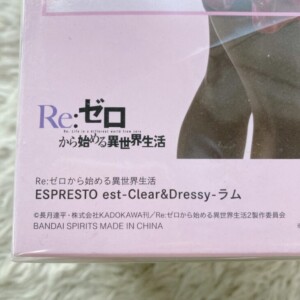 Re:ゼロ
Re: Life in a different world from zero
から始める異世界生活
Re:ゼロから始める異世界生活
ESPRESTO est-Clear&Dressy-ラム
©長月達平・株式会社KADOKAWA刊/Re:ゼロから始める異世界生活2製作委員会
BANDAI SPIRITS MADE IN CHINA